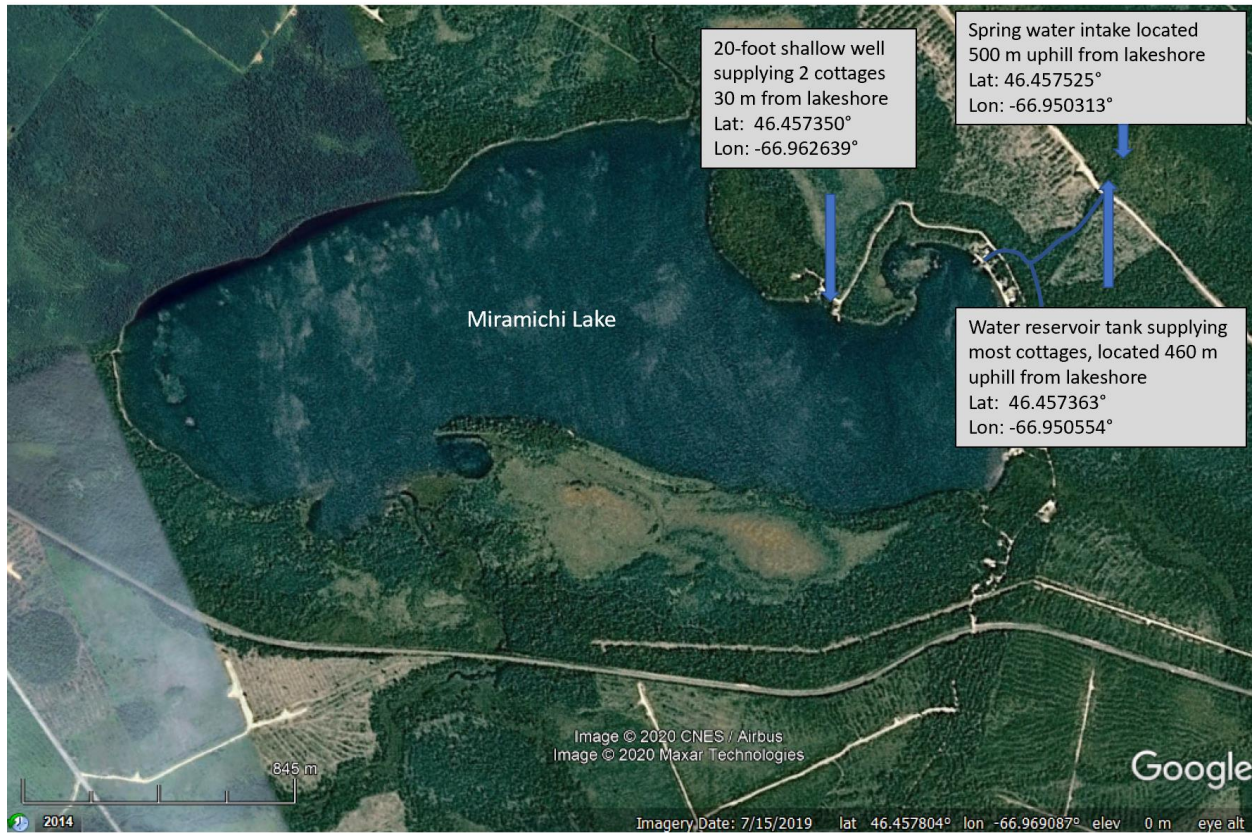 20-foot shallow well
supplying 2 cottages
30 m from lakeshore
Lat:  46.457350°
Lon: -66.962639°
Spring water intake located
500 m uphill from lakeshore
Lat: 46.457525°
Lon: -66.950313°
Miramichi Lake
Water reservoir tank supplying
most cottages, located 460 m
uphill from lakeshore
Lat:  46.457363°
Lon: -66.950554°
Image © 2020 CNES / Airbus
Image © 2020 Maxar Technologies
845 m
Google
2014
Imagery Date: 7/15/2019 lat 46.457804° lon -66.969087° elev 0 m eye alt